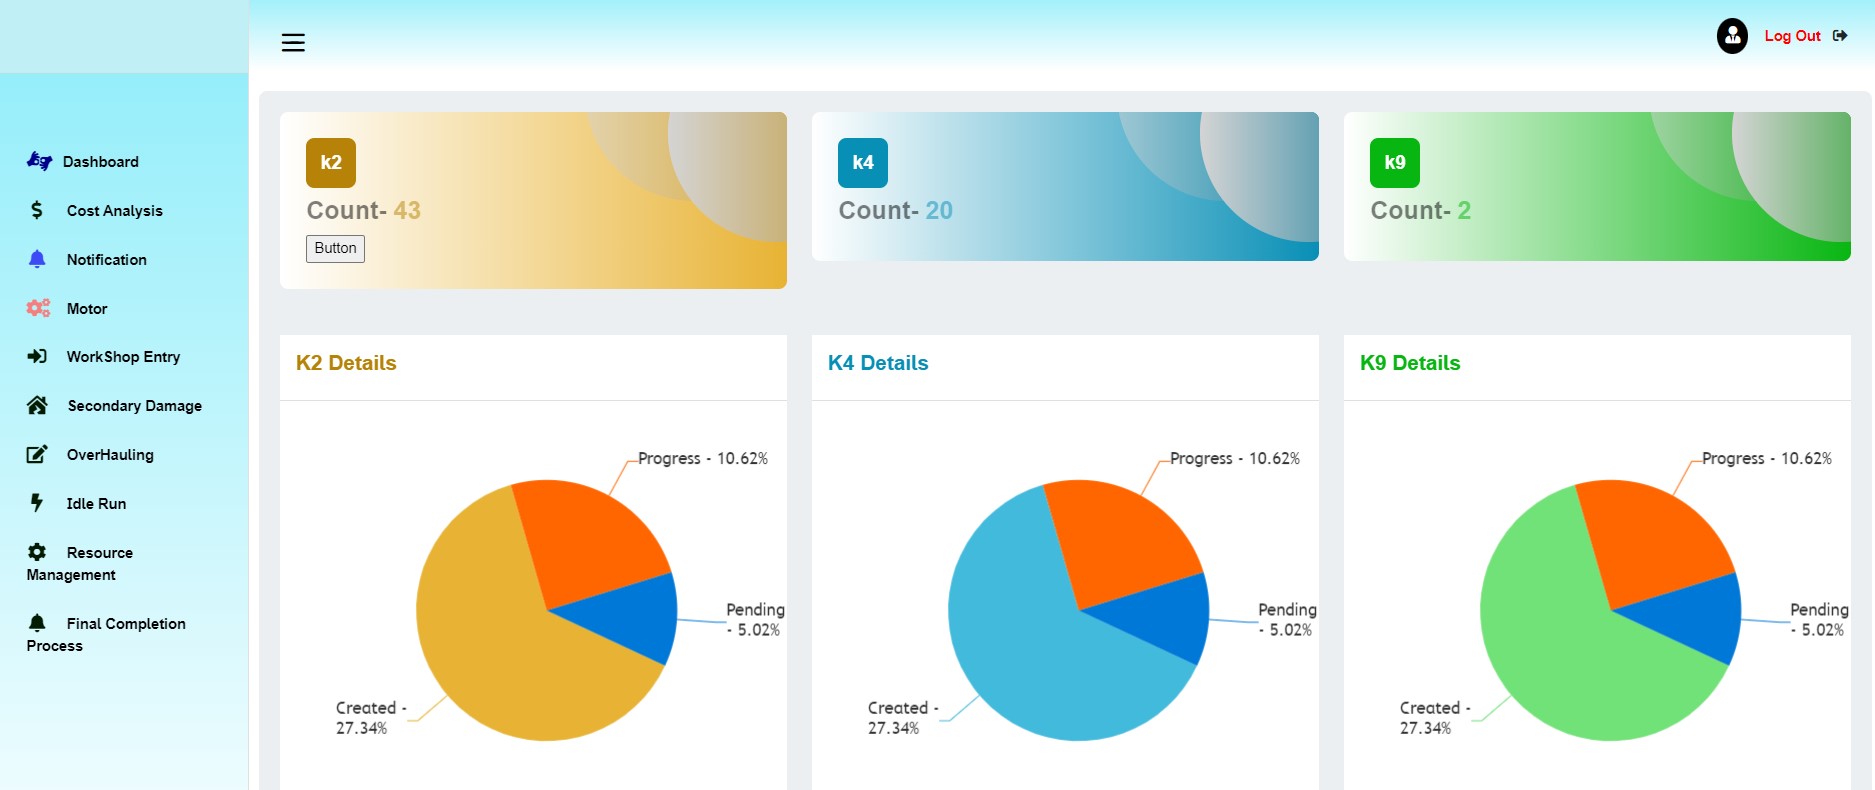 Log Out
Dashboard
Cost Analysis
Notification
Motor
WorkShop Entry
Secondary Damage
OverHauling
Idle Run
Resource
Management
Final Completion
Process
k2
Count- 43
Button
k4
Count- 20
k9
Count- 2
K2 Details
Progress - 10.62%
Pending
- 5.02%
Created -
27.34%
K4 Details
Progress - 10.62%
Pending
- 5.02%
Created -
27.34%
K9 Details
Progress - 10.62%
Pending
- 5.02%
Created -
27.34%